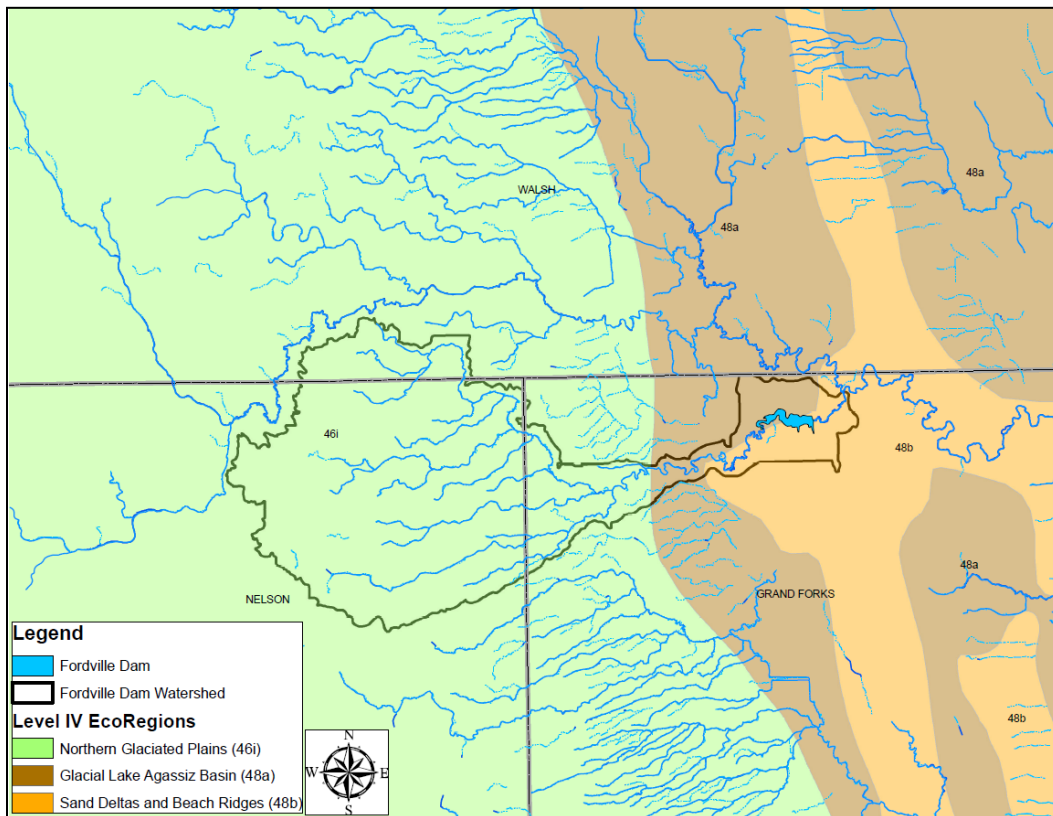 WALSH
48a
48a
46i
48b
48a
NELSON
GRAND FORKS
48b
Legend
Fordville Dam
Fordville Dam Watershed
Level IV EcoRegions
Northern Glaciated Plains (46i)
Glacial Lake Agassiz Basin (48a)
Sand Deltas and Beach Ridges (48b)
N
W E
S